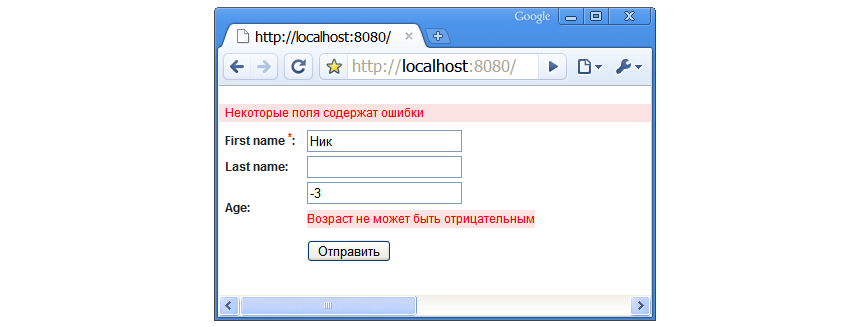 Google
http://localhost:8080/
http://localhost:8080/
Некоторые поля содержат ошибки
First name *: Ник
Last name:
-3
Age:
Возраст не может быть отрицательным
Отправить